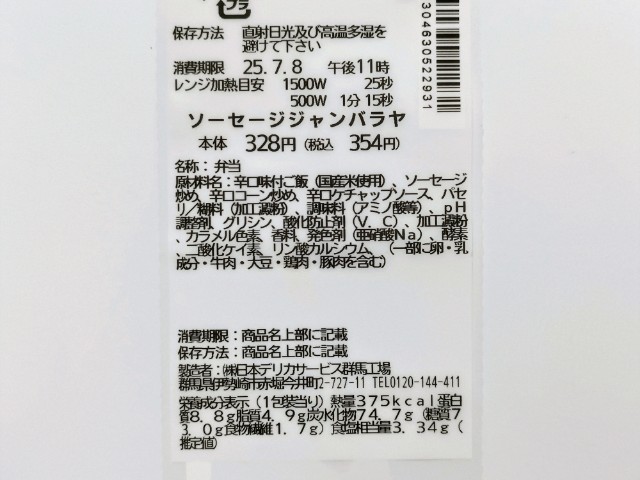 プラ
保存方法 直射日光及び高温多湿を
避けて下さい
消費期限 25.7.8 午後11時
レンジ加熱目安 1500W 25秒
500W 1分15秒
ソーセージジャンバラヤ
本体 328円 (税込 354円)
名称：弁当
原材料名：辛口味付ご飯（国産米使用）、ソーセージ
炒め、辛口コーン炒め、辛口ケチャップソース、パセ
リ／糊料（加工澱粉）、調味料（アミノ酸等）、ｐＨ
調整剤、グリシン、酸化防止剤（Ｖ．Ｃ）、加工澱粉
、カラメル色素、香料、発色剤（亜硝酸Ｎａ）、酵素
、二酸化ケイ素、リン酸カルシウム、（一部に卵・乳
成分・牛肉・大豆・鶏肉・豚肉を含む）
消費期限：商品名上部に記載
保存方法：商品名上部に記載
製造者：㈱日本デリカサービス群馬工場
群馬県伊勢崎市赤堀今井町2-727-11 TEL0120-144-411
栄養成分表示（１包装当り）熱量３７５ｋｃａｌ蛋白
質８．８ｇ脂質４．９ｇ炭水化物７４．７ｇ（糖質７
３．０ｇ食物繊維１．７ｇ）食塩相当量３．３４ｇ（
推定値）
304630522931